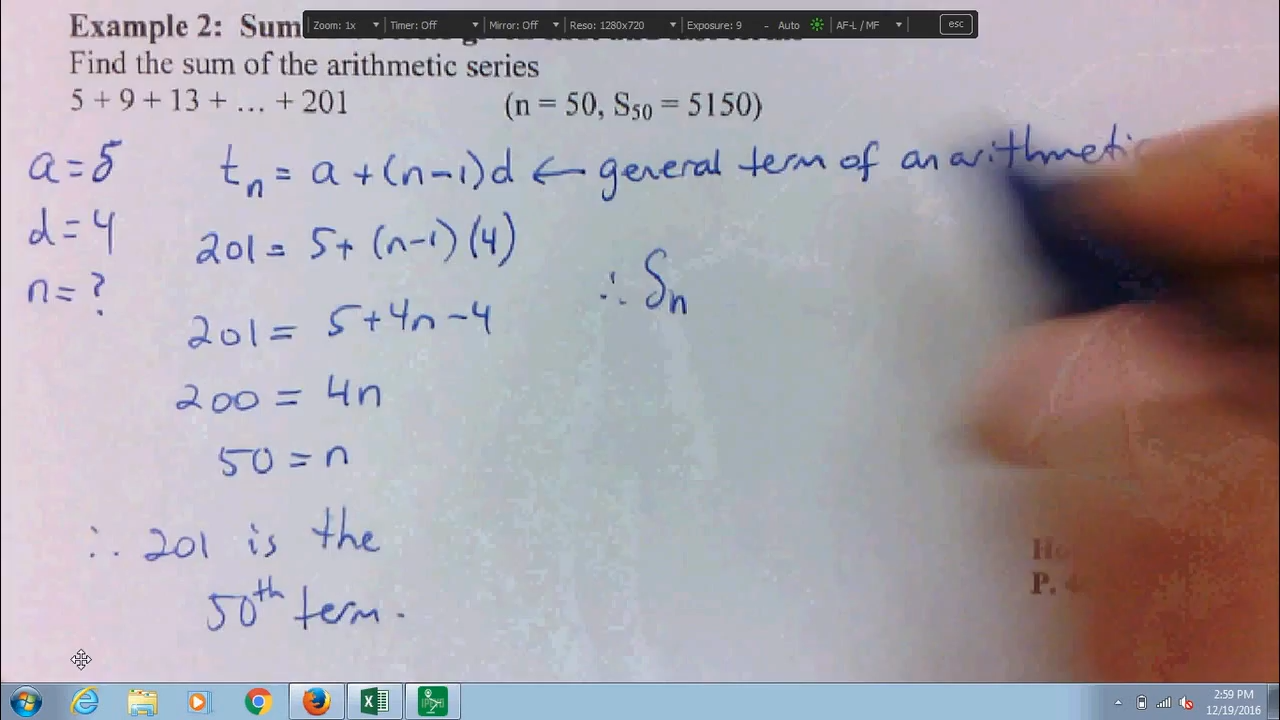 Zoom: 1x Timer: Off Mirror: Off Reso: 1280x720 Exposure: 9 - Auto AF-L / MF esc
Example 2: Sum
Find the sum of the arithmetic series
5 + 9 + 13 + … + 201 (n = 50, S₅₀ = 5150)
a = 5
d = 4
n = ?
tₙ = a + (n-1)d ← general term of an arithmetic
201 = 5 + (n-1)(4)
201 = 5 + 4n - 4
200 = 4n
50 = n
∴ 201 is the
50ᵗʰ term.
∴ Sₙ
P.
2:59 PM
12/19/2016